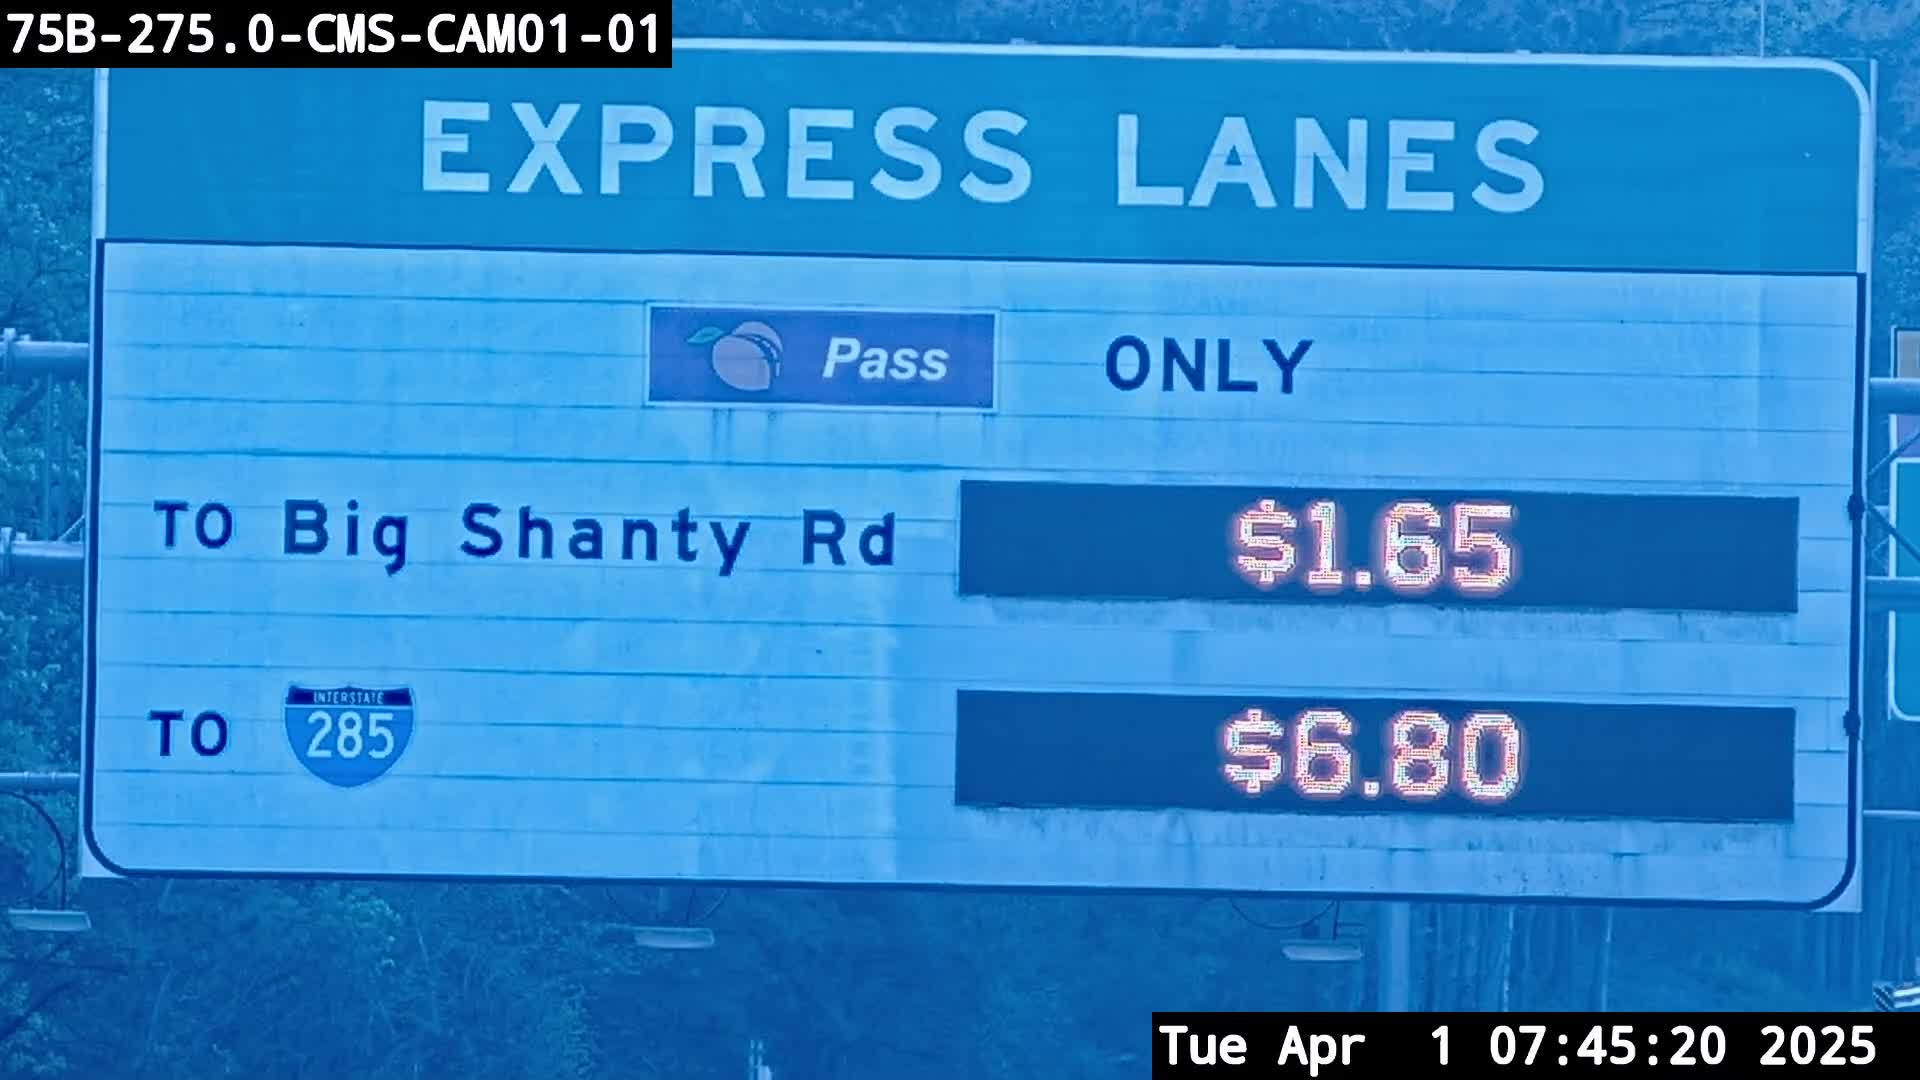 75B-275.0-CMS-CAM01-01
EXPRESS LANES
Pass ONLY
TO Big Shanty Rd $1.65
TO INTERSTATE 285 $6.80
Tue Apr 1 07:45:20 2025